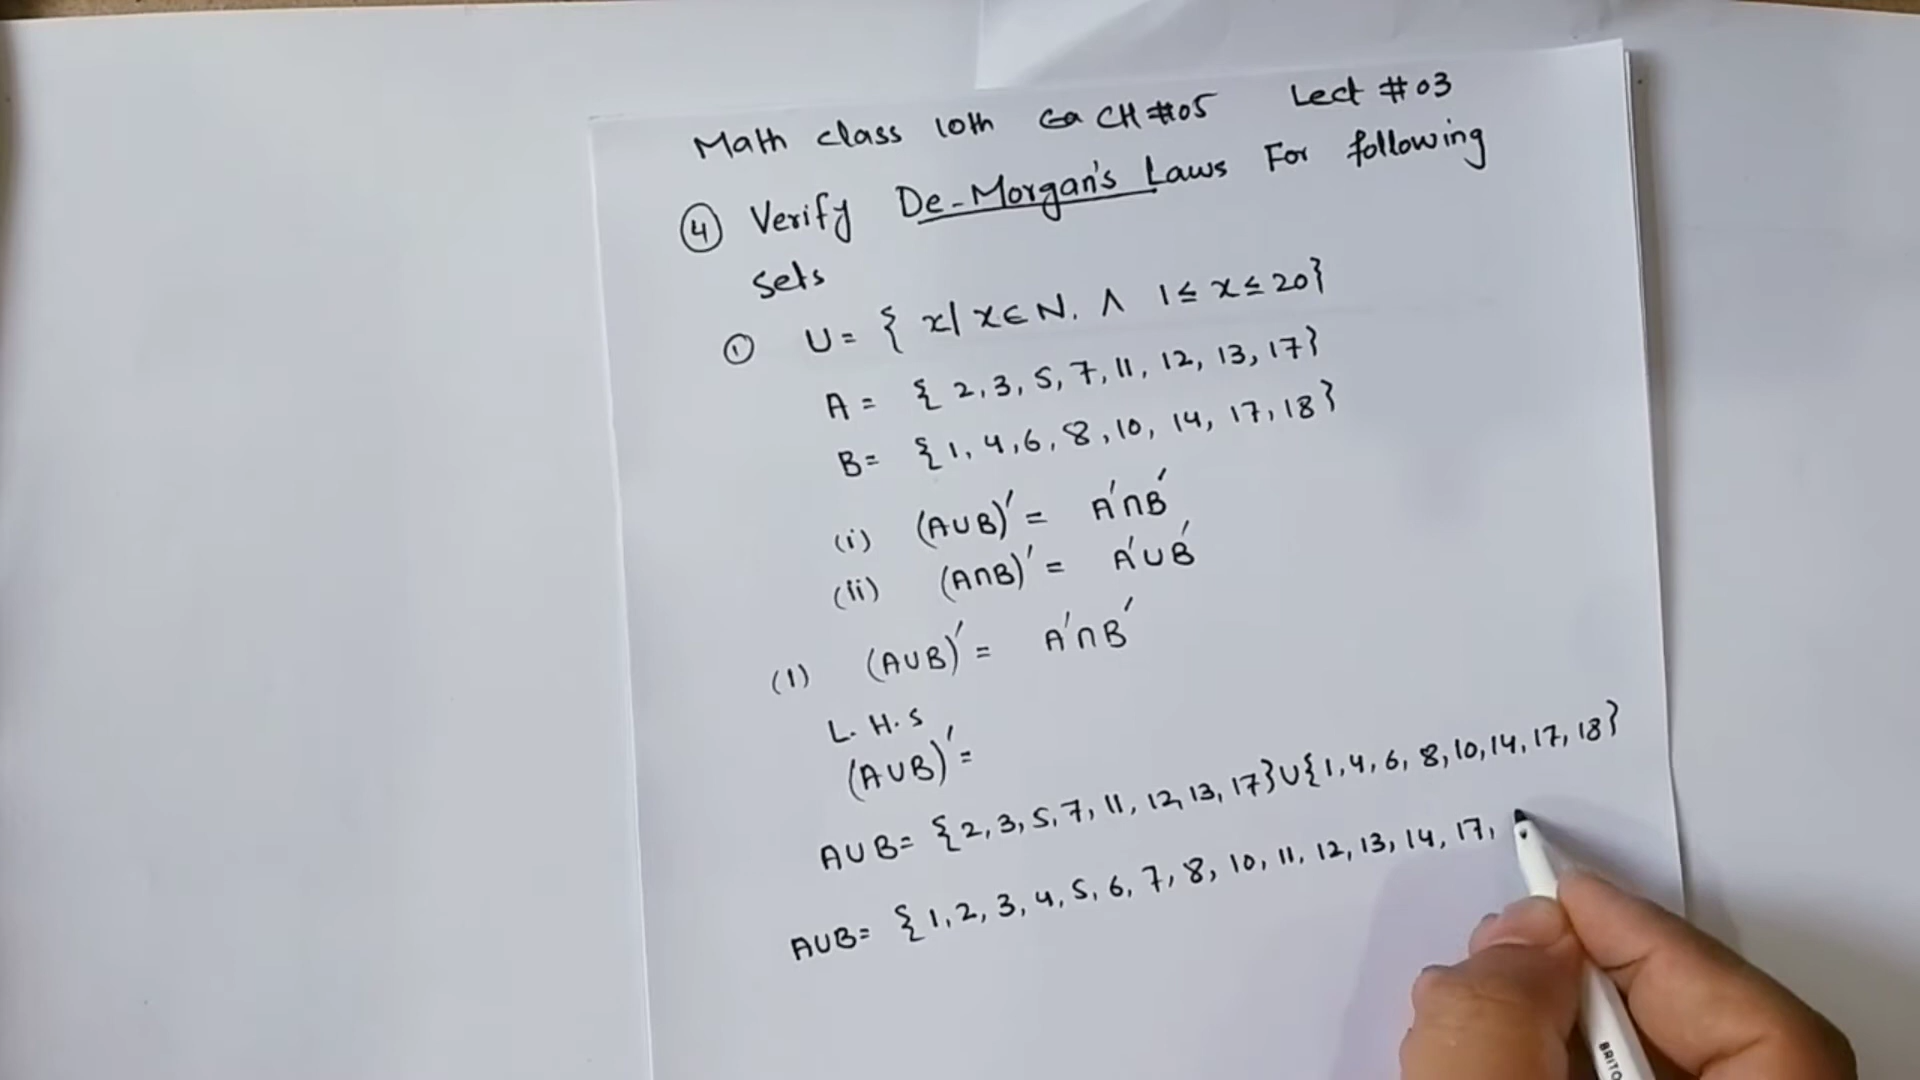 Math class 10th Ga CH #05 Lect #03
④ Verify De-Morgan's Laws For following
sets
① U = { x| x∈N. ∧ 1 ≤ x ≤ 20}
A = { 2, 3, 5, 7, 11, 12, 13, 17}
B = {1, 4, 6, 8, 10, 14, 17, 18}
(i) (A∪B)′ = A′∩B′
(ii) (A∩B)′ = A′∪B′
(1) (A∪B)′ = A′∩B′
L.H.S
(A∪B)′ =
A∪B = {2, 3, 5, 7, 11, 12, 13, 17}∪{1, 4, 6, 8, 10, 14, 17, 18}
A∪B = {1, 2, 3, 4, 5, 6, 7, 8, 10, 11, 12, 13, 14, 17,
BRITO